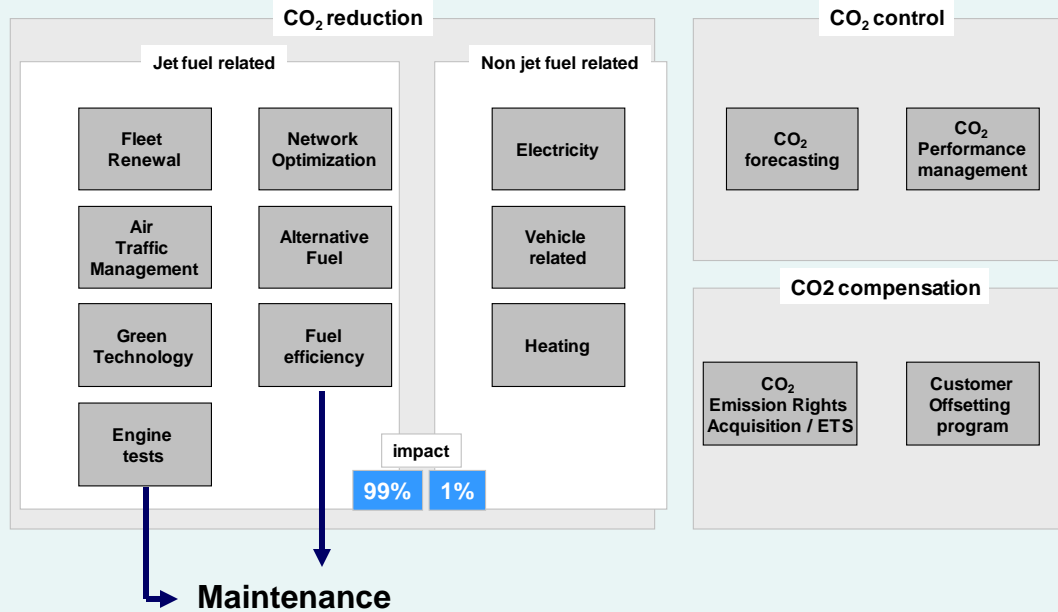 CO₂ reduction
Jet fuel related
Fleet
Renewal
Network
Optimization
Air
Traffic
Management
Alternative
Fuel
Green
Technology
Fuel
efficiency
Engine
tests
Non jet fuel related
Electricity
Vehicle
related
Heating
impact
99%
1%
Maintenance
CO₂ control
CO₂
forecasting
CO₂
Performance
management
CO2 compensation
CO₂
Emission Rights
Acquisition / ETS
Customer
Offsetting
program